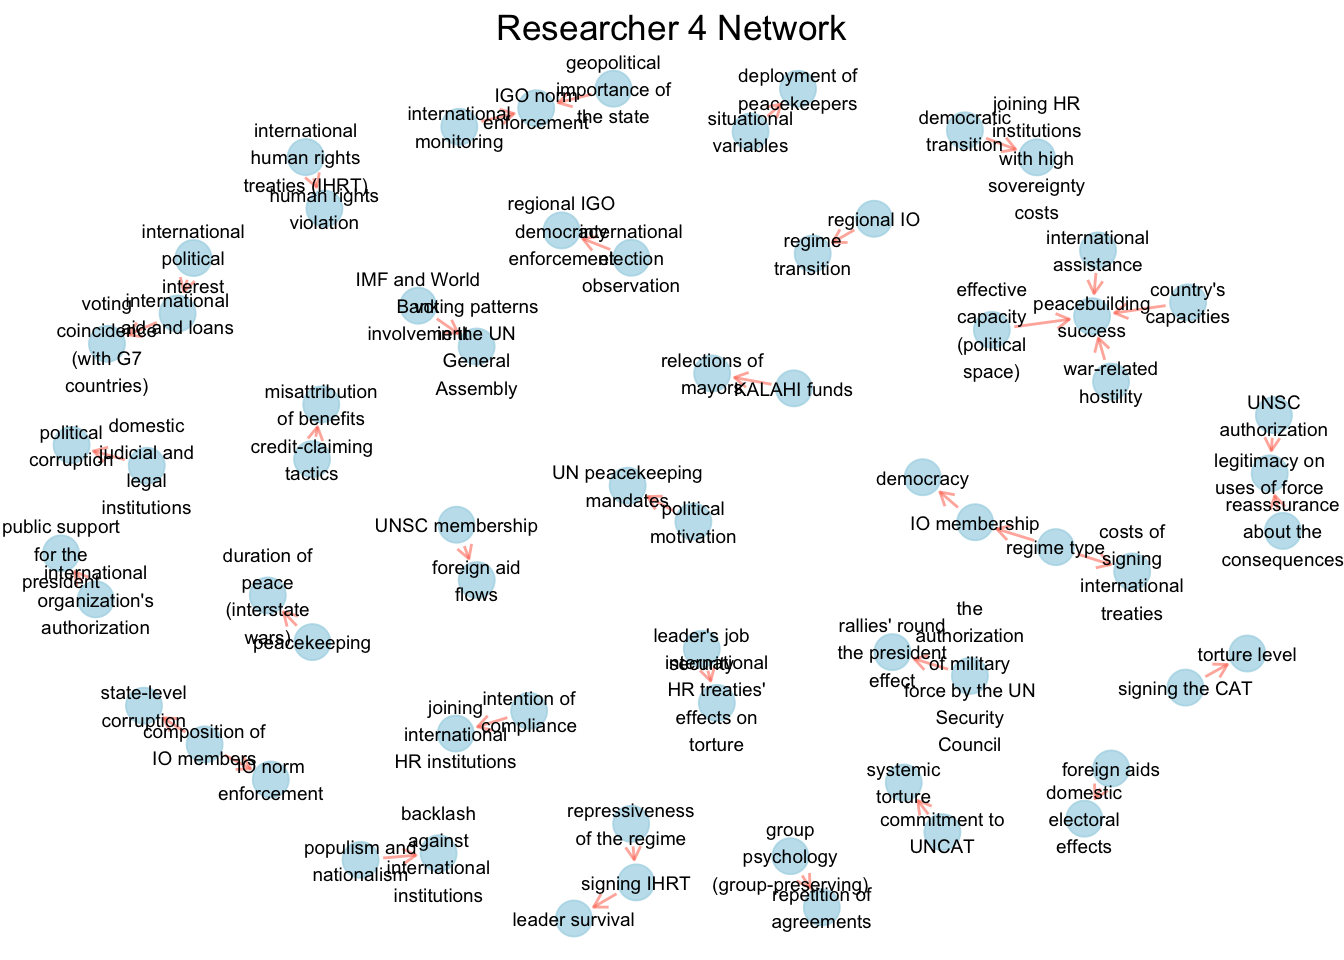 Researcher 4 Network
geopolitical
importance of
the state
IGO norm
enforcement
international
monitoring
deployment of
peacekeepers
situational
variables
democratic
transition
joining HR
institutions
with high
sovereignty
costs
international
human rights
treaties (IHRT)
human rights
violation
regional IGO
democracy
enforcement
international
election
observation
regional IO
regime
transition
international
political
interest
international
aid and loans
voting
coincidence
(with G7
countries)
IMF and World
Bank
involvement
voting patterns
in the UN
General
Assembly
international
assistance
effective
capacity
(political
space)
peacebuilding
success
country's
capacities
war-related
hostility
relections of
mayors
KALAHI funds
misattribution
of benefits
credit-claiming
tactics
UNSC
authorization
legitimacy on
uses of force
reasssurance
about the
consequences
political
corruption
domestic
judicial and
legal
institutions
UN peacekeeping
mandates
political
motivation
democracy
IO membership
regime type
costs of
signing
international
treaties
public support
for the
president
international
organization's
authorization
UNSC membership
foreign aid
flows
duration of
peace
(interstate
wars)
peacekeeping
leader's job
security
international
HR treaties'
effects on
torture
rallies' round
the president
effect
the
authorization
of military
force by the UN
Security
Council
torture level
signing the CAT
state-level
corruption
composition of
IO members
IO norm
enforcement
joining
international
HR institutions
intention of
compliance
systemic
torture
commitment to
UNCAT
foreign aids
domestic
electoral
effects
populism and
nationalism
backlash
against
international
institutions
repressiveness
of the regime
signing IHRT
leader survival
group
psychology
(group-preserving)
repetition of
agreements